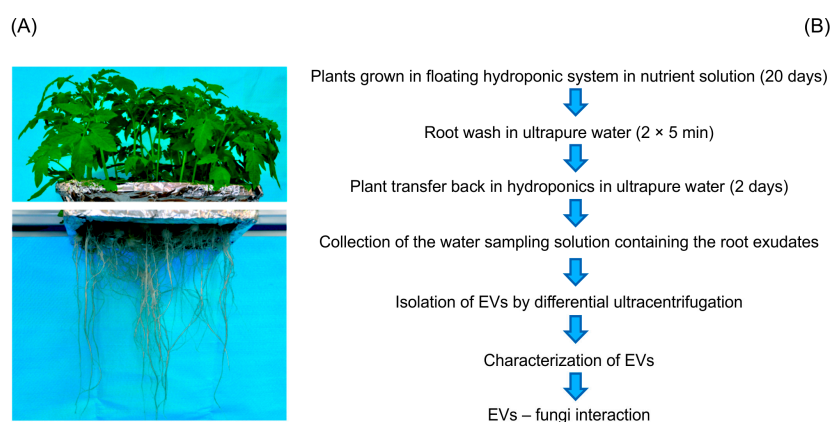 (A)
(B)
Plants grown in floating hydroponic system in nutrient solution (20 days)
Root wash in ultrapure water (2 × 5 min)
Plant transfer back in hydroponics in ultrapure water (2 days)
Collection of the water sampling solution containing the root exudates
Isolation of EVs by differential ultracentrifugation
Characterization of EVs
EVs – fungi interaction